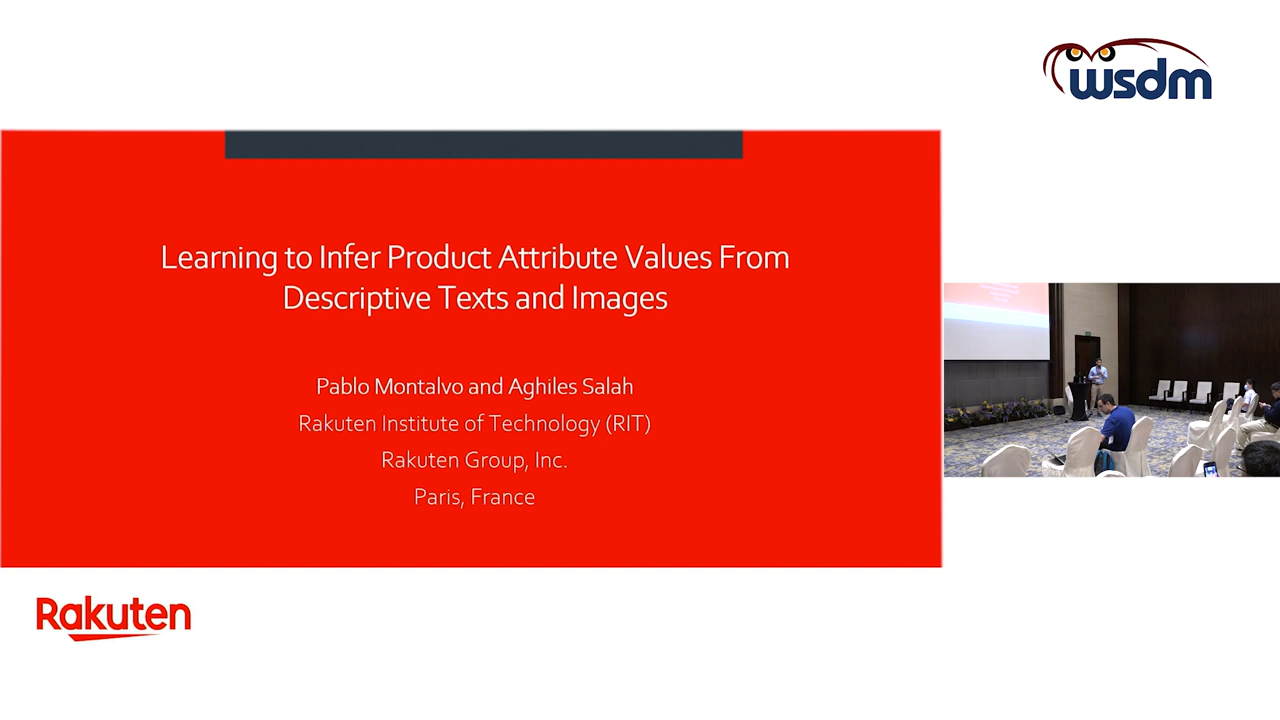 wsdm
Learning to Infer Product Attribute Values From
Descriptive Texts and Images
Pablo Montalvo and Aghiles Salah
Rakuten Institute of Technology (RIT)
Rakuten Group, Inc.
Paris, France
Rakuten